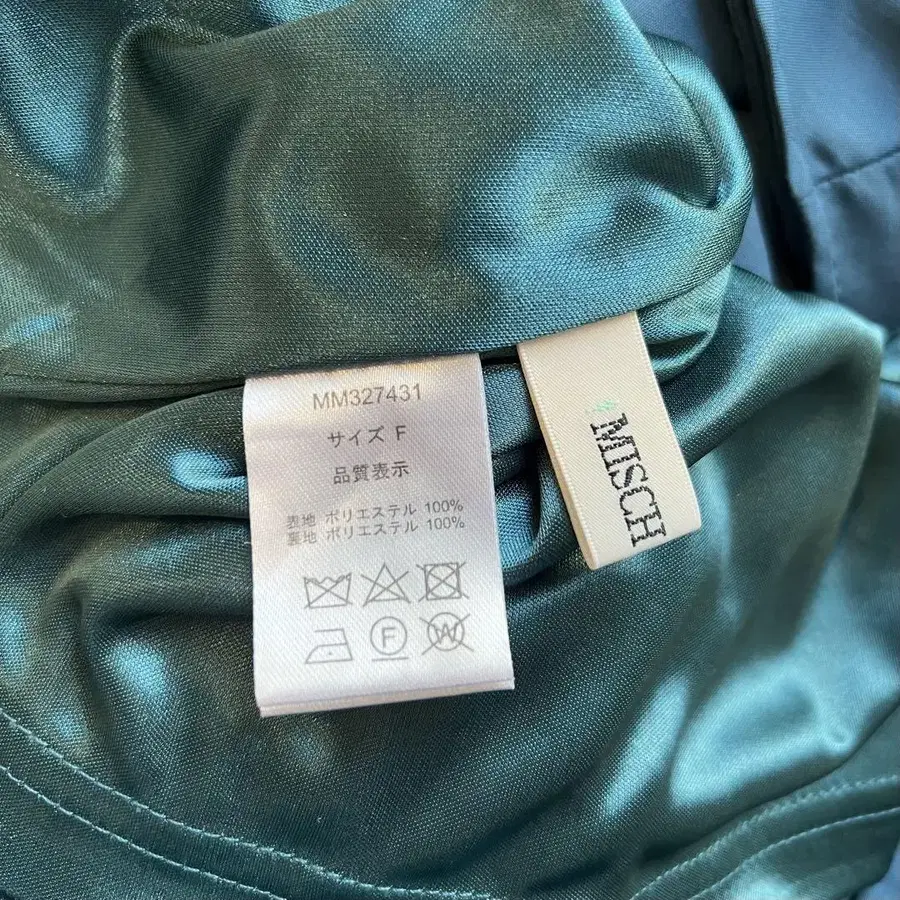 MM327431
サイズ F
品質表示
表地 ポリエステル 100%
裏地 ポリエステル 100%
F
W
MISCH